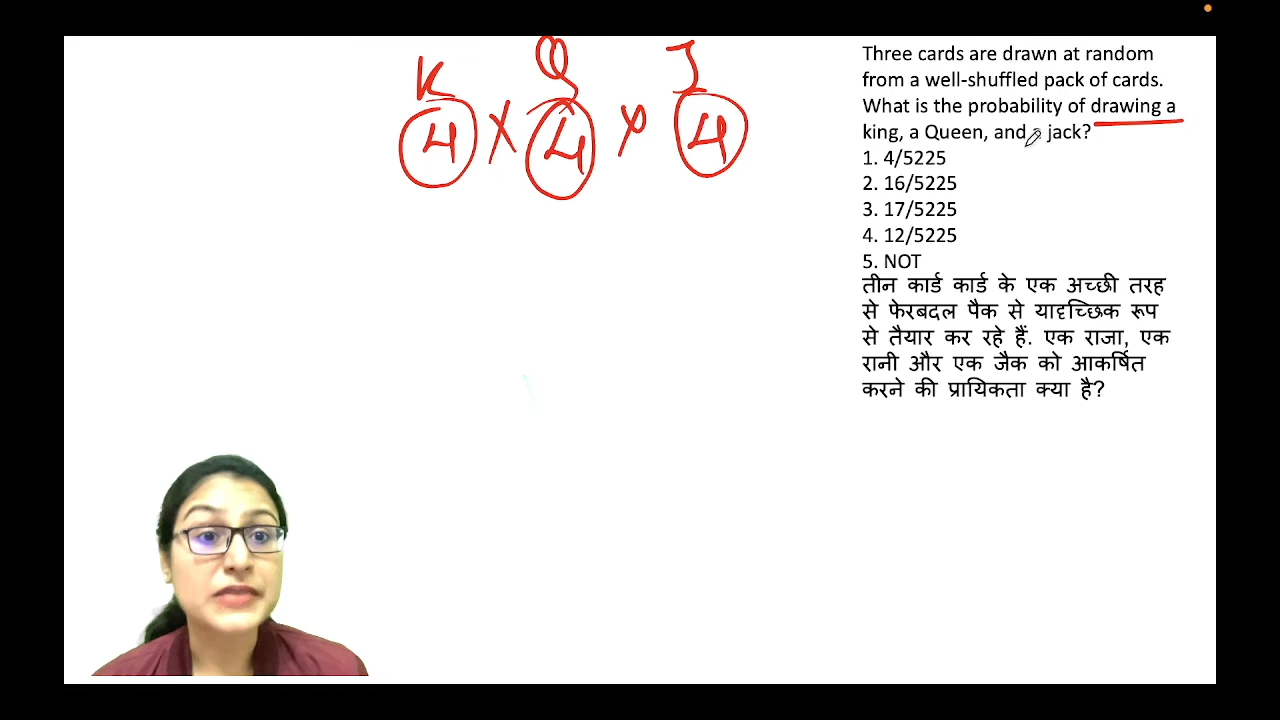 K Q J
4 x 4 x 4
Three cards are drawn at random
from a well-shuffled pack of cards.
What is the probability of drawing a
king, a Queen, and jack?
1. 4/5225
2. 16/5225
3. 17/5225
4. 12/5225
5. NOT
तीन कार्ड कार्ड के एक अच्छी तरह
से फेरबदल पैक से यादृच्छिक रूप
से तैयार कर रहे हैं. एक राजा, एक
रानी और एक जैक को आकर्षित
करने की प्रायिकता क्या है?